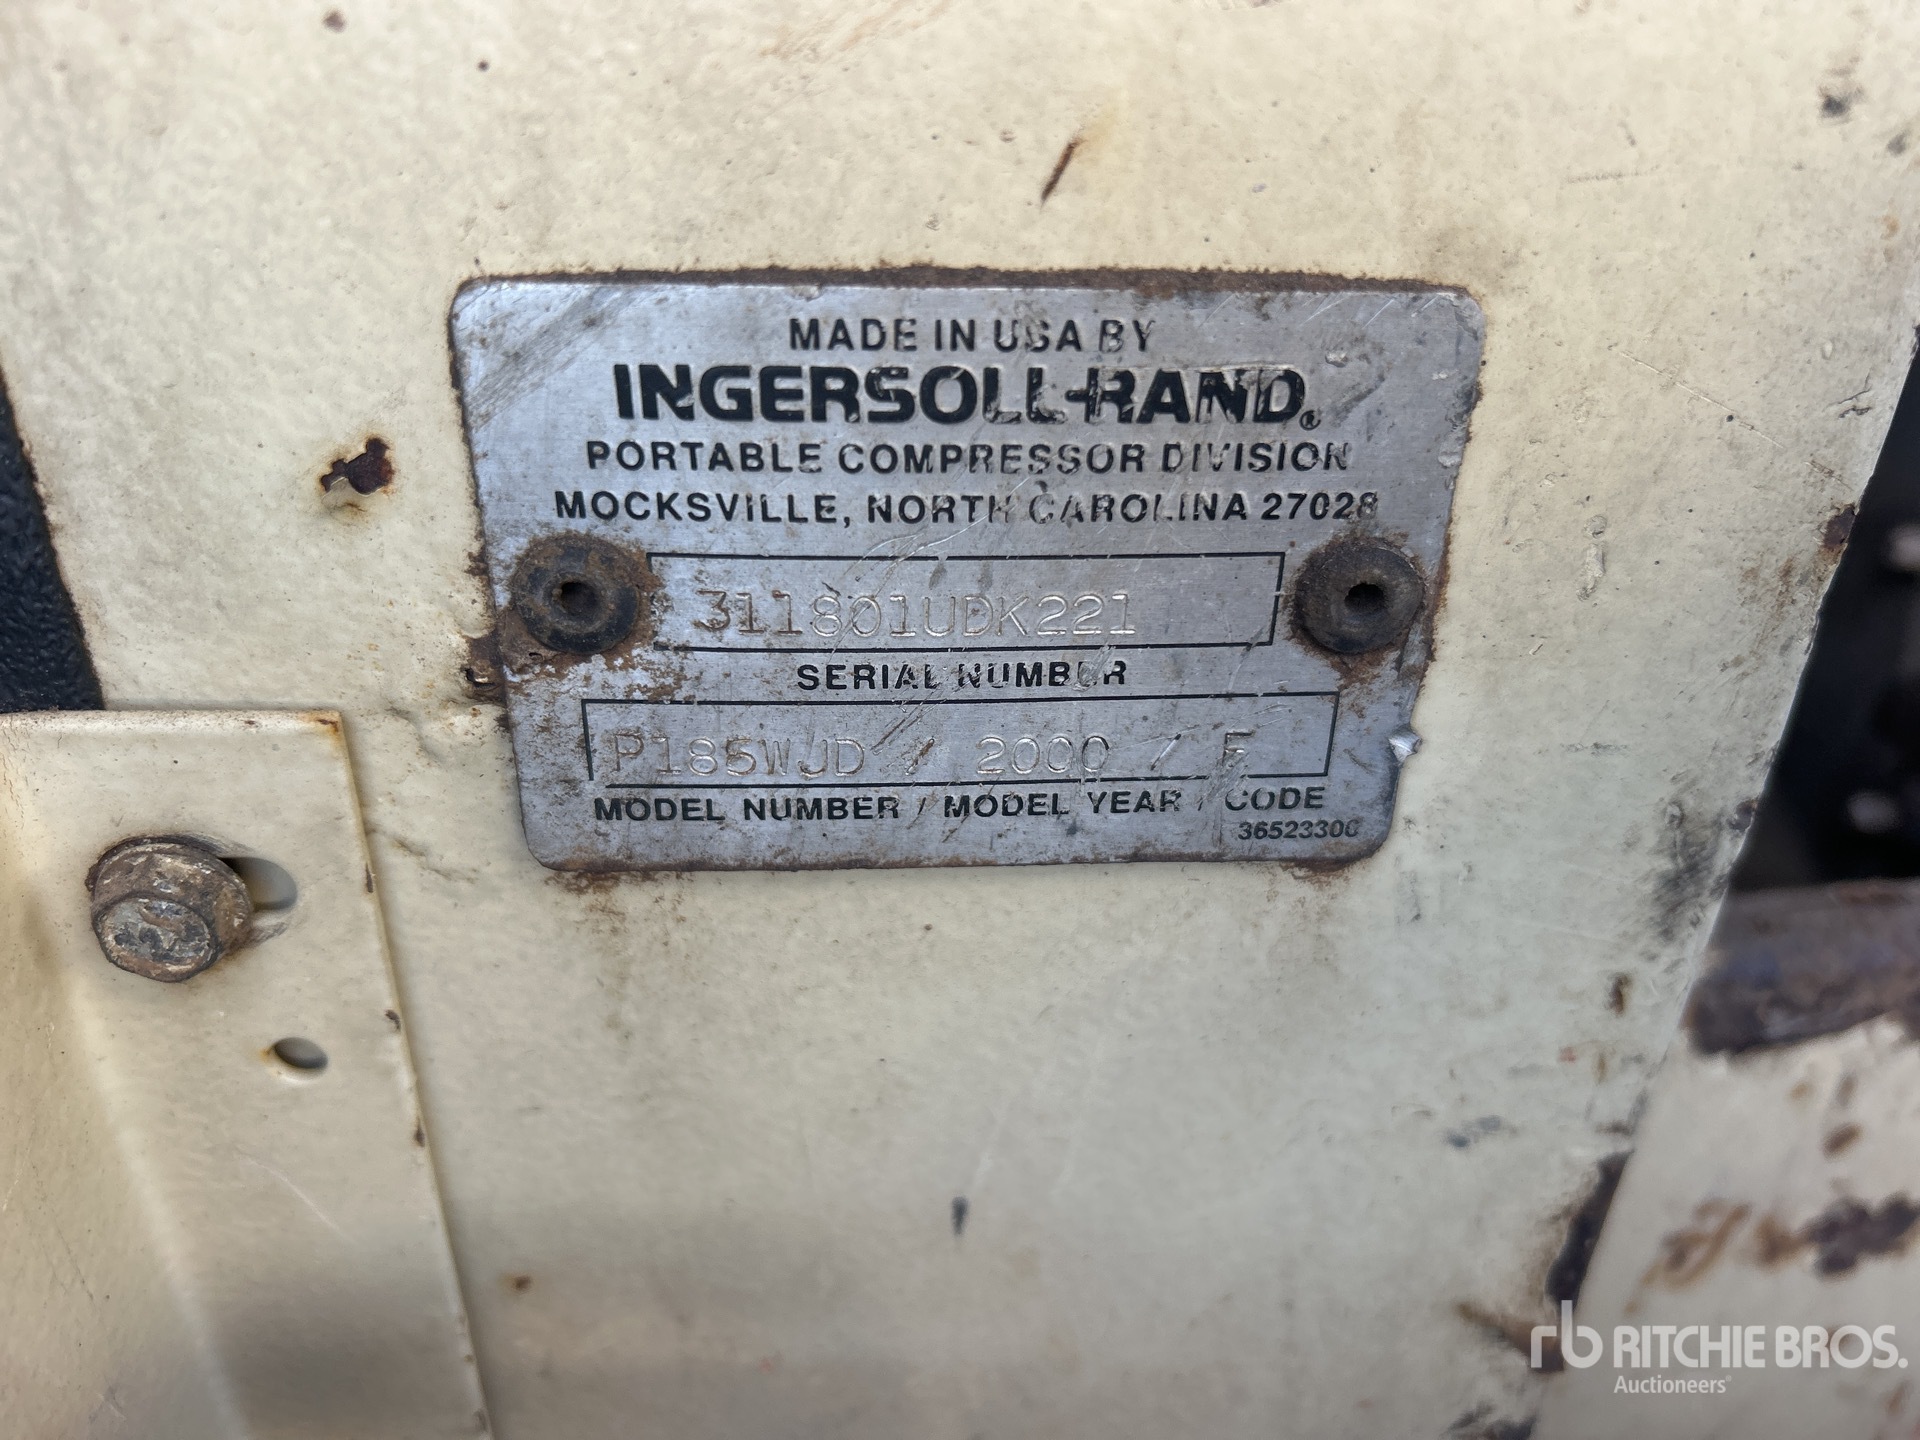 MADE IN USA BY
INGERSOLL-RAND®
PORTABLE COMPRESSOR DIVISION
MOCKSVILLE, NORTH CAROLINA 27028
311801UDK221
SERIAL NUMBER
P185WJD / 2000 / F
MODEL NUMBER / MODEL YEAR / CODE
36523300
rb RITCHIE BROS.
Auctioneers